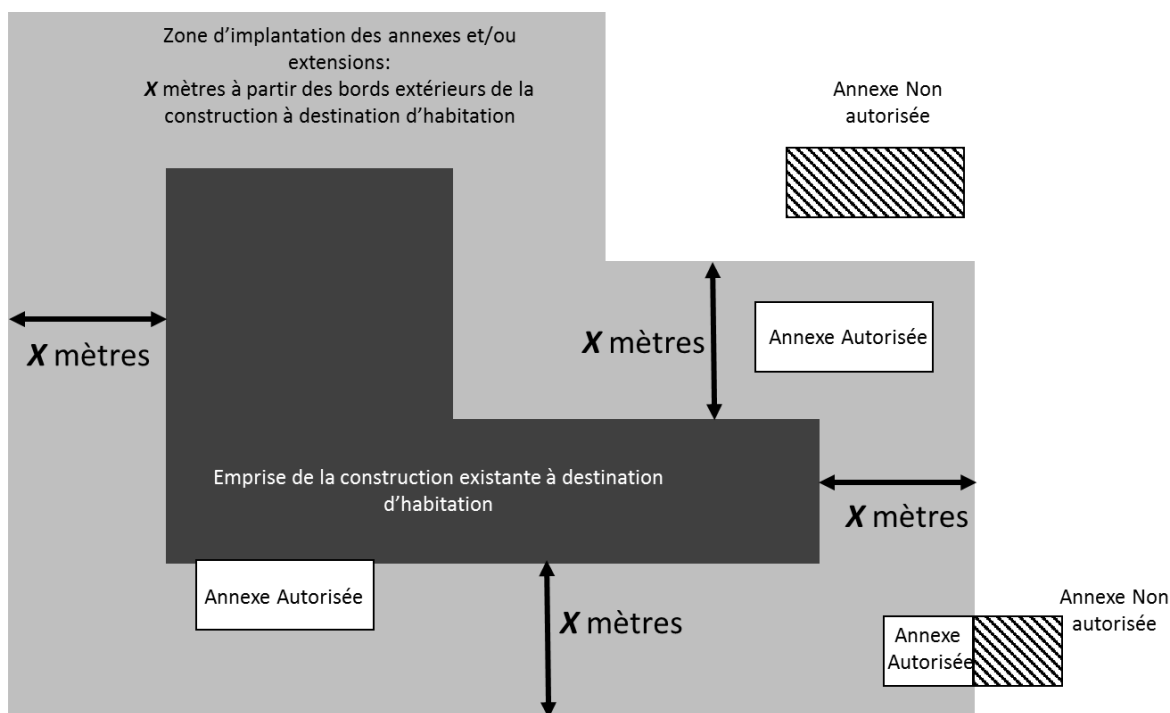 Zone d’implantation des annexes et/ou
extensions:
X mètres à partir des bords extérieurs de la
construction à destination d’habitation
Annexe Non
autorisée
X mètres
X mètres
Annexe Autorisée
Emprise de la construction existante à destination
d’habitation
X mètres
Annexe Autorisée
X mètres
Annexe
Autorisée
Annexe Non
autorisée